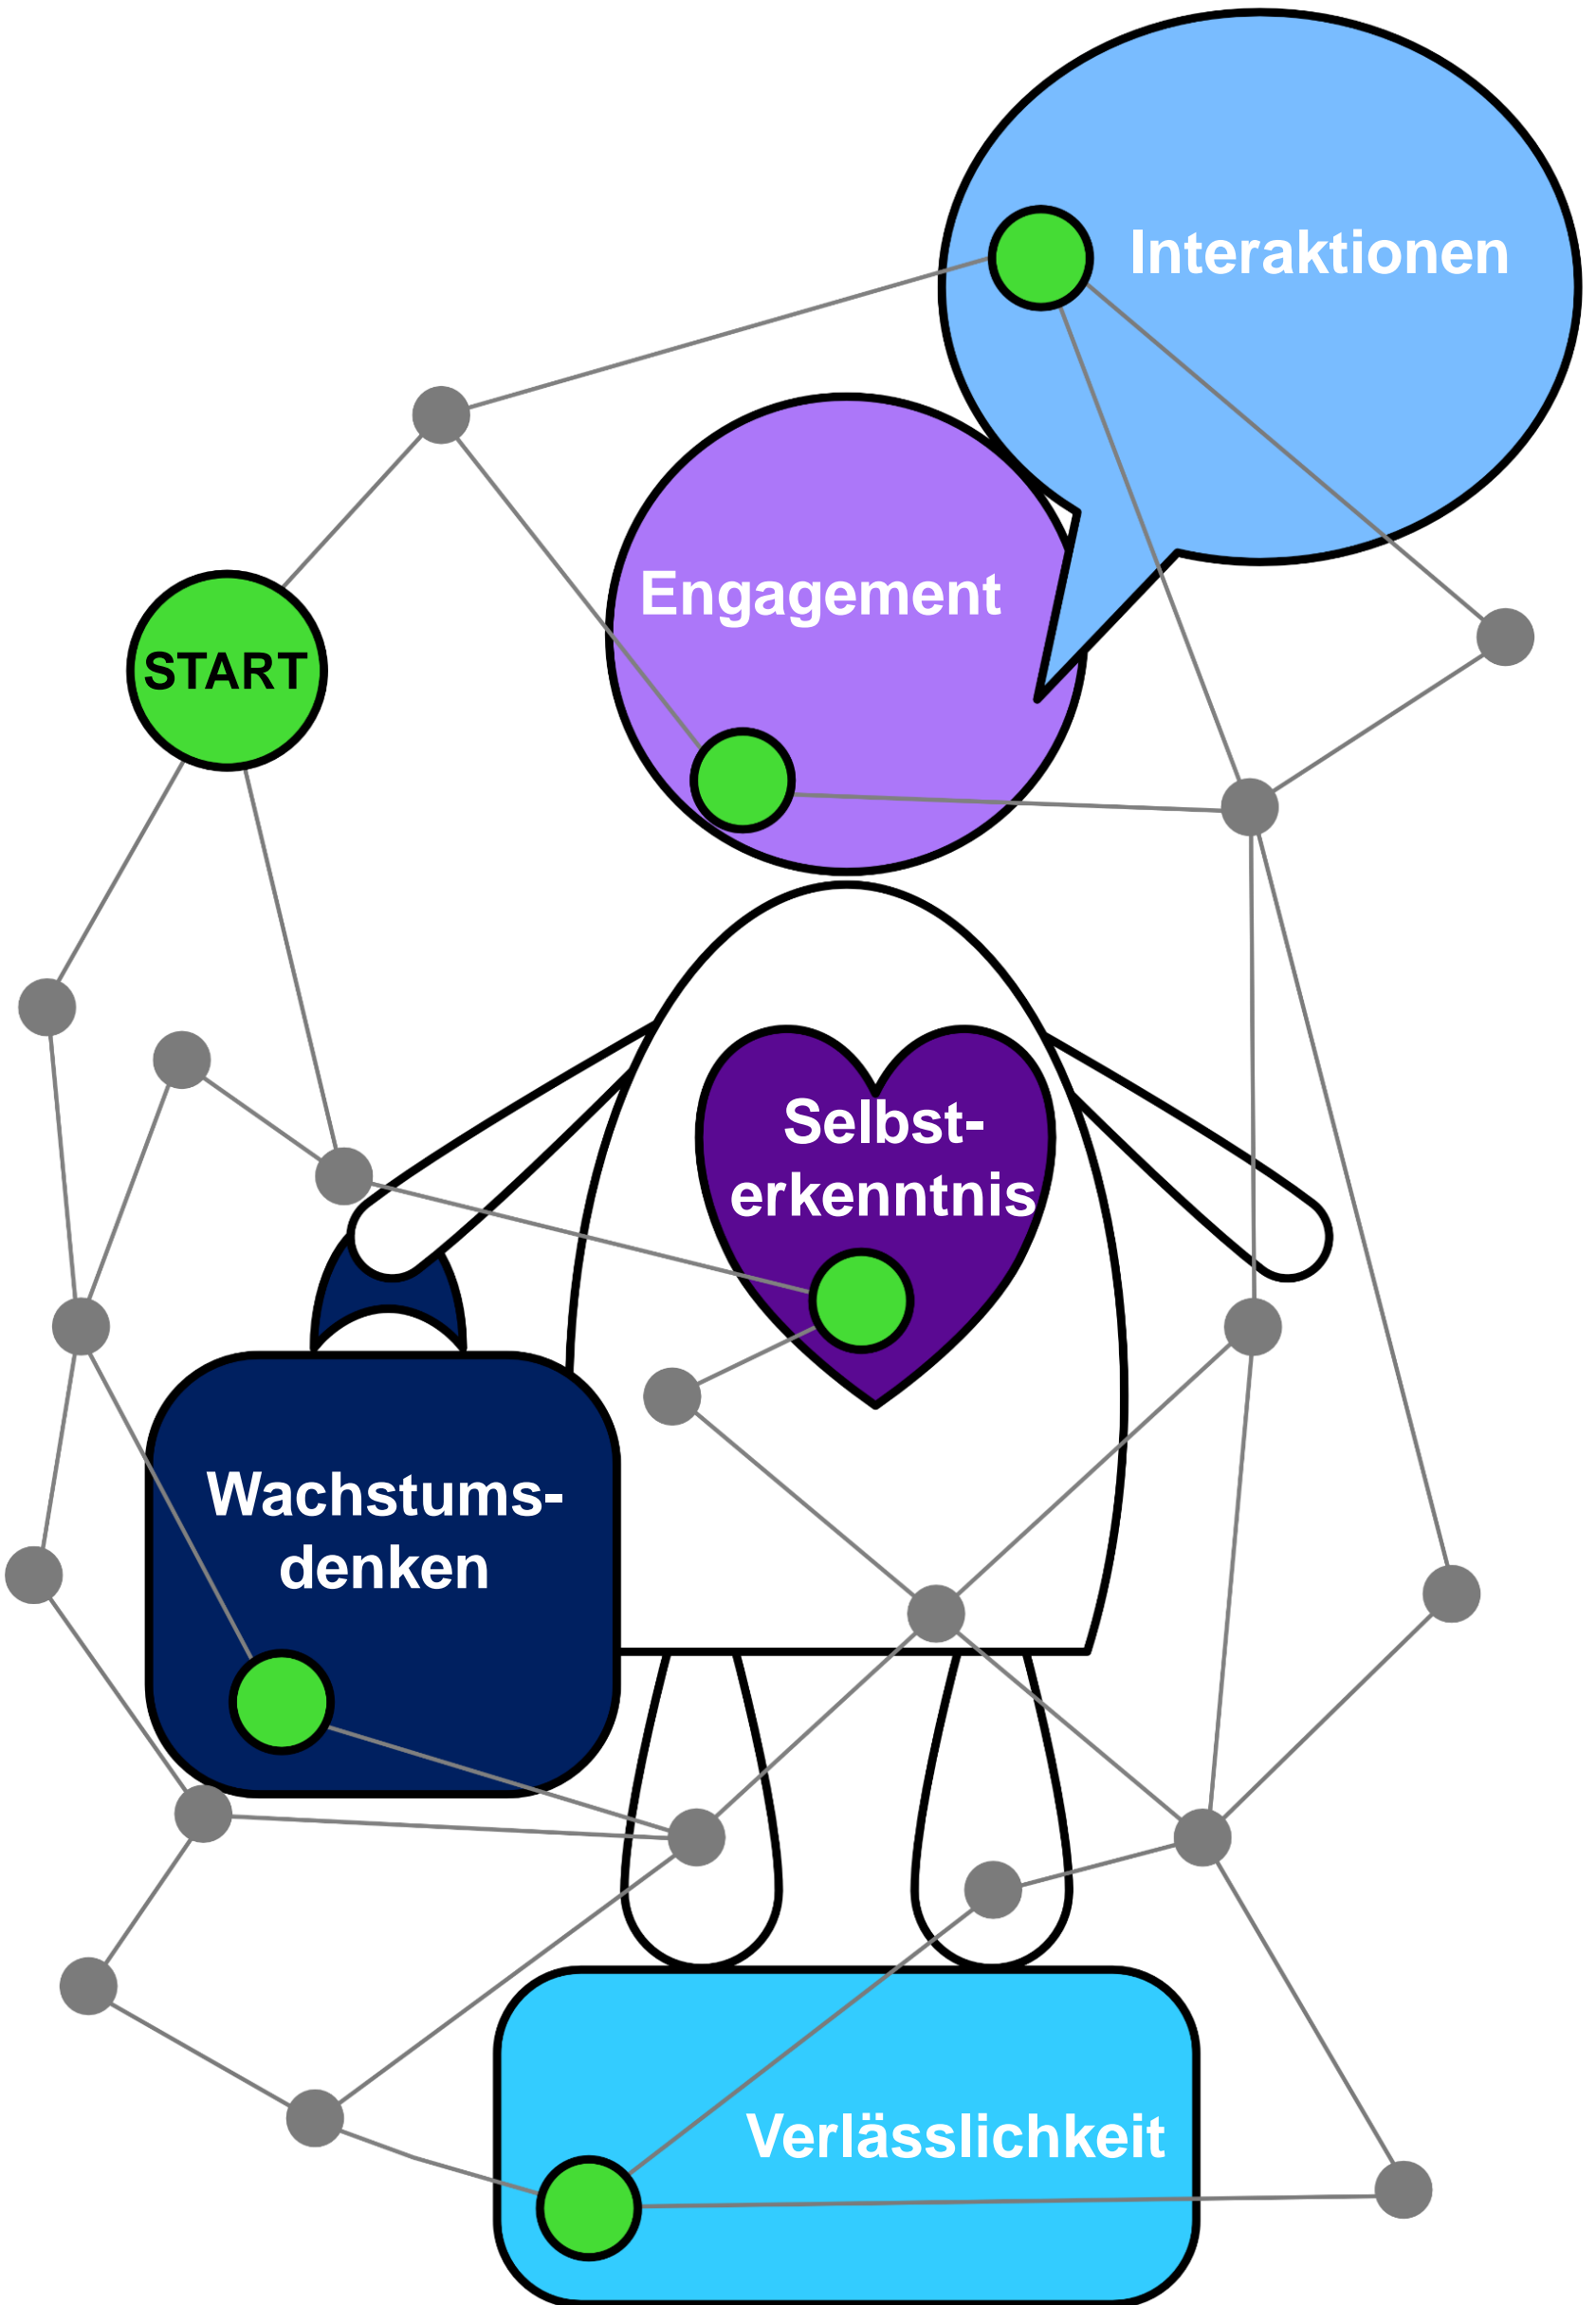 Interaktionen
Engagement
START
Selbst-
erkenntnis
Wachstums-
denken
Verlässlichkeit